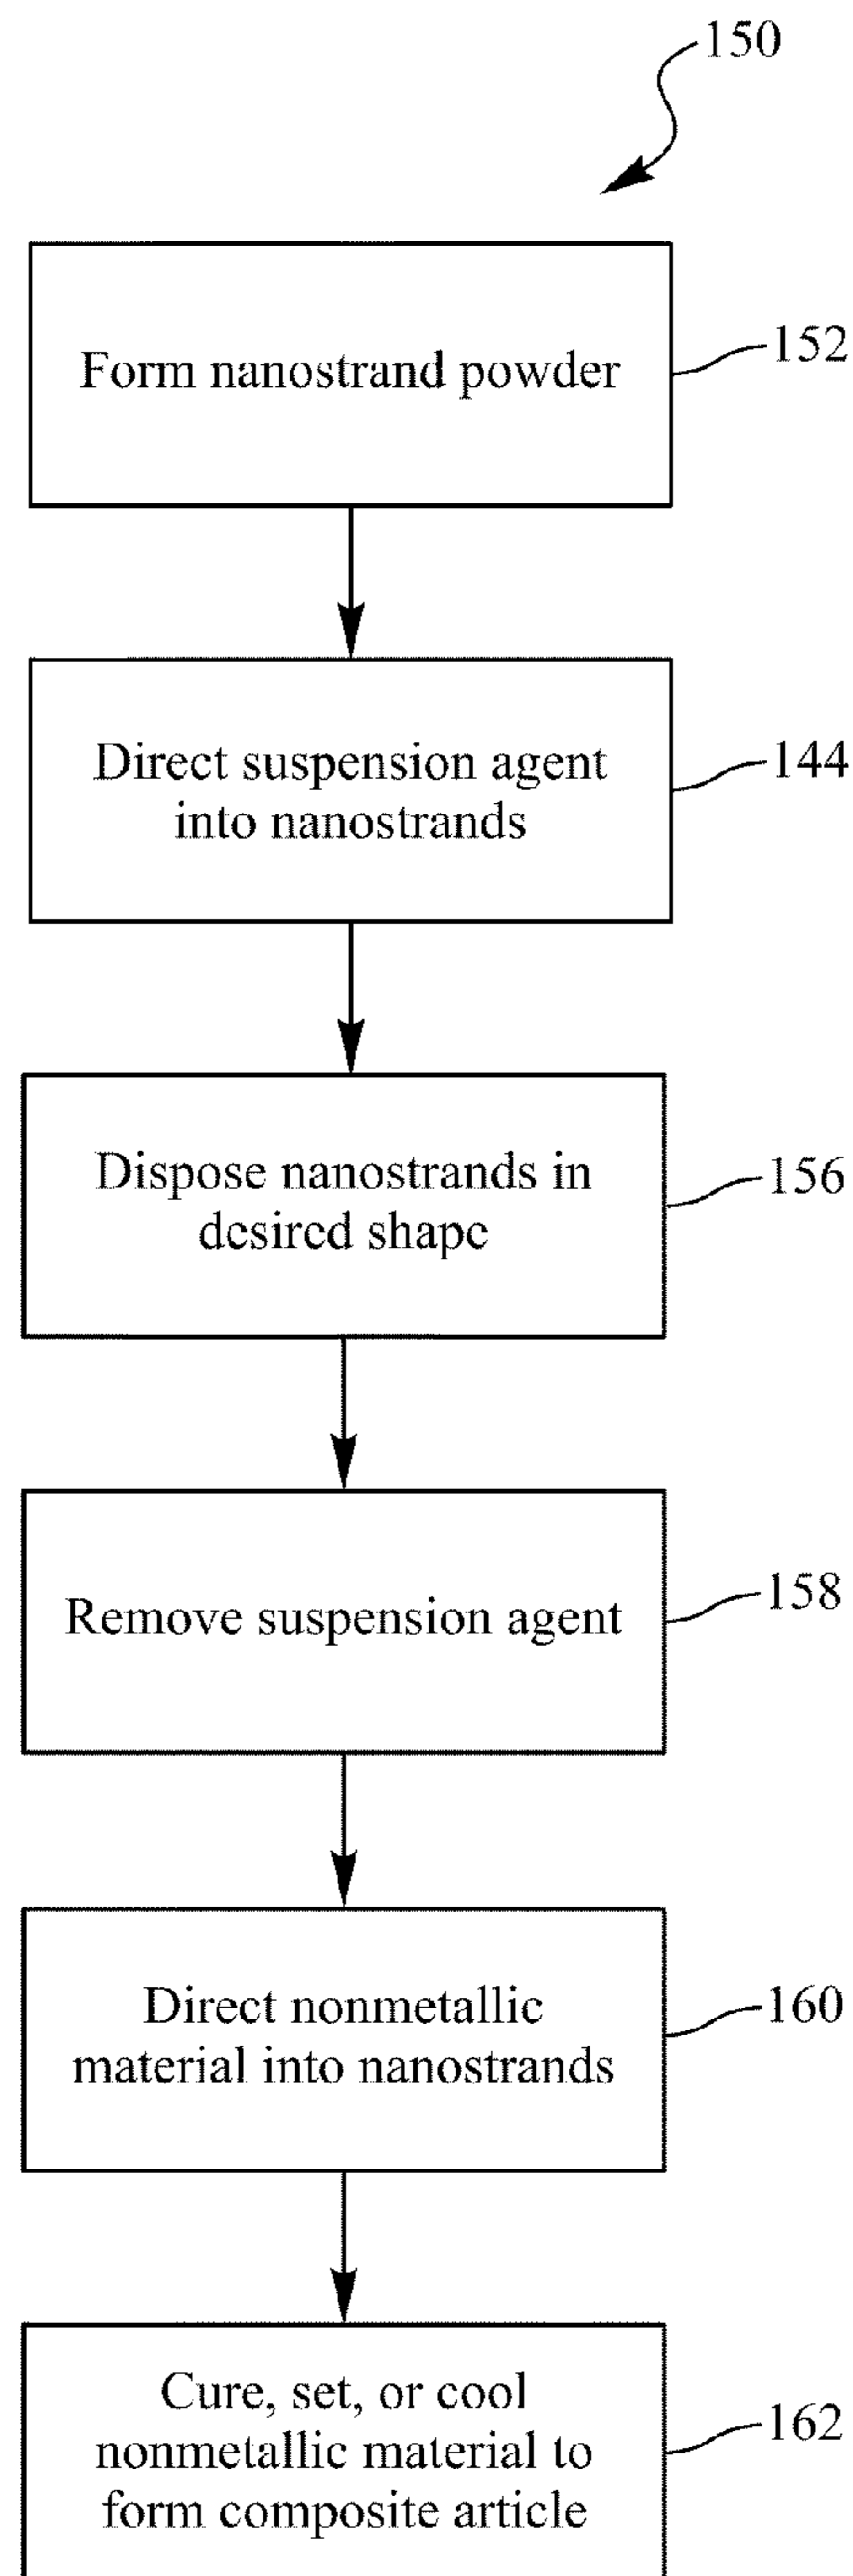 150
Form nanostrand powder
152
Direct suspension agent
into nanostrands
144
Dispose nanostrands in
desired shape
156
Remove suspension agent
158
Direct nonmetallic
material into nanostrands
160
Cure, set, or cool
nonmetallic material to
form composite article
162